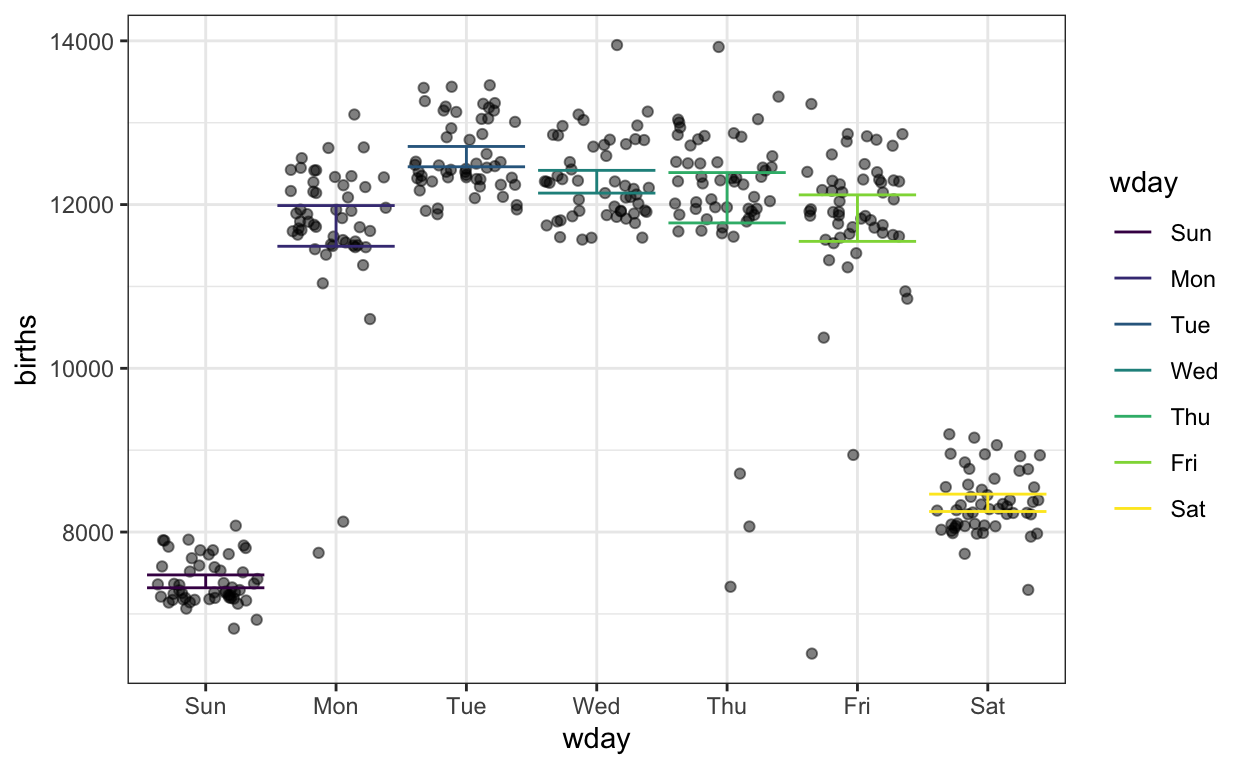 14000
12000
10000
8000
births
Sun Mon Tue Wed Thu Fri Sat
wday
wday
Sun
Mon
Tue
Wed
Thu
Fri
Sat